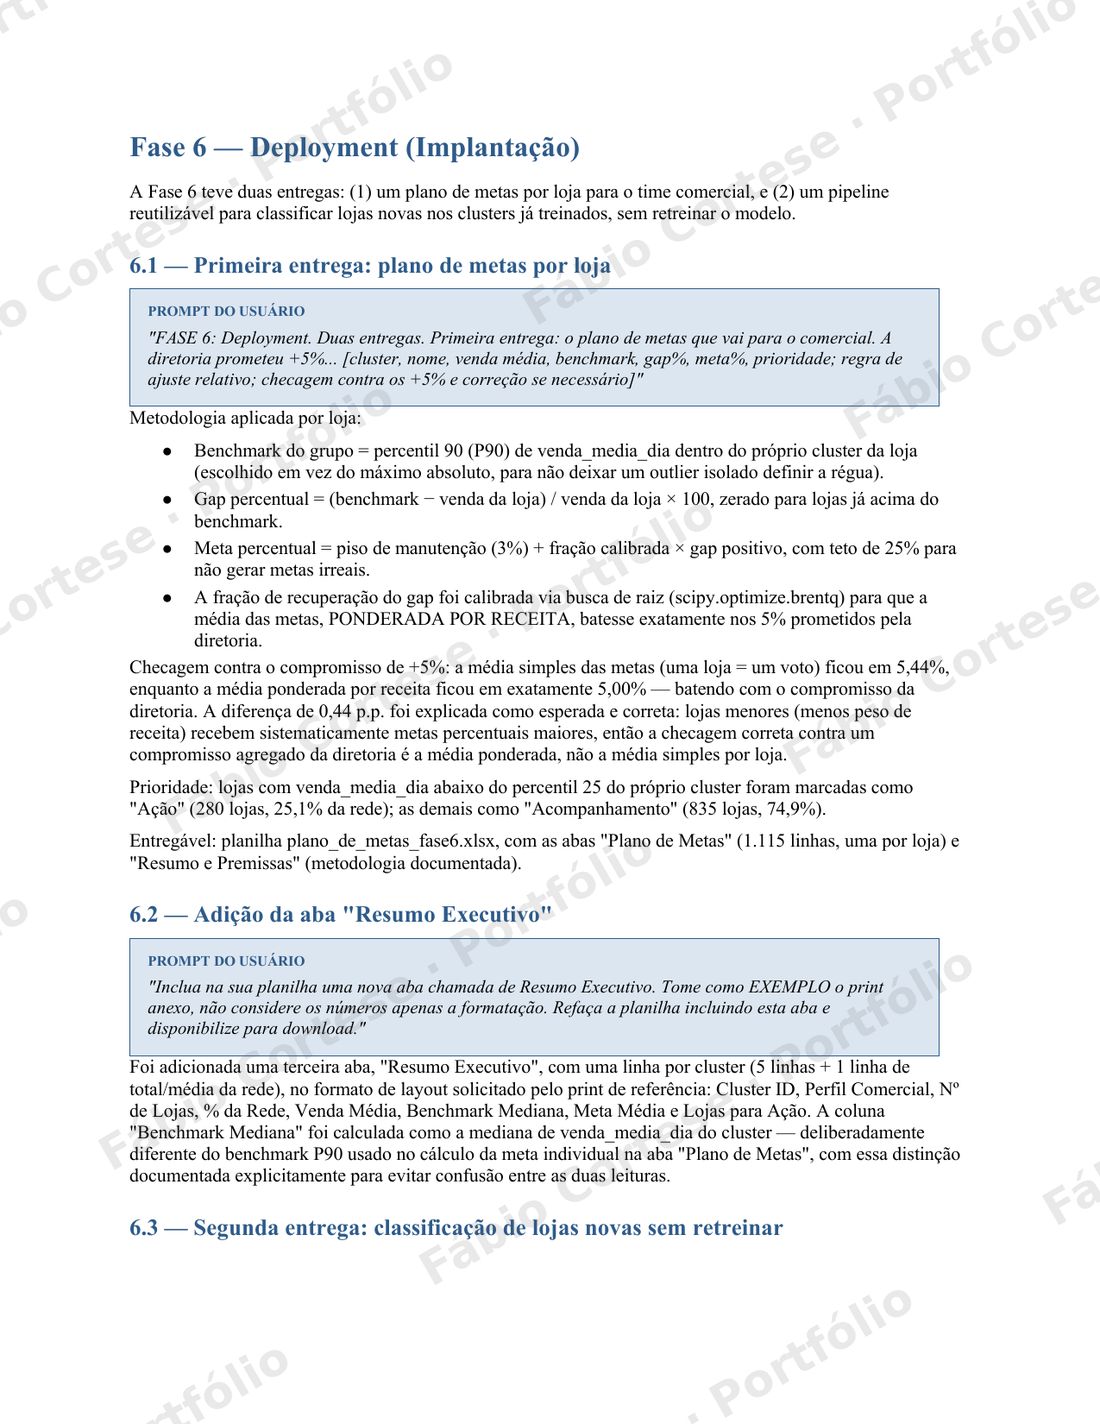 Fase 6 — Deployment (Implantação)
A Fase 6 teve duas entregas: (1) um plano de metas por loja para o time comercial, e (2) um pipeline
reutilizável para classificar lojas novas nos clusters já treinados, sem retreinar o modelo.
6.1 — Primeira entrega: plano de metas por loja
PROMPT DO USUÁRIO
"FASE 6: Deployment. Duas entregas. Primeira entrega: o plano de metas que vai para o comercial. A
diretoria prometeu +5%... [cluster, nome, venda média, benchmark, gap%, meta%, prioridade; regra de
ajuste relativo; checagem contra os +5% e correção se necessário]"
Metodologia aplicada por loja:
● Benchmark do grupo = percentil 90 (P90) de venda_media_dia dentro do próprio cluster da loja
(escolhido em vez do máximo absoluto, para não deixar um outlier isolado definir a régua).
● Gap percentual = (benchmark − venda da loja) / venda da loja × 100, zerado para lojas já acima do
benchmark.
● Meta percentual = piso de manutenção (3%) + fração calibrada × gap positivo, com teto de 25% para
não gerar metas irreais.
● A fração de recuperação do gap foi calibrada via busca de raiz (scipy.optimize.brentq) para que a
média das metas, PONDERADA POR RECEITA, batesse exatamente nos 5% prometidos pela
diretoria.
Checagem contra o compromisso de +5%: a média simples das metas (uma loja = um voto) ficou em 5,44%,
enquanto a média ponderada por receita ficou em exatamente 5,00% — batendo com o compromisso da
diretoria. A diferença de 0,44 p.p. foi explicada como esperada e correta: lojas menores (menos peso de
receita) recebem sistematicamente metas percentuais maiores, então a checagem correta contra um
compromisso agregado da diretoria é a média ponderada, não a média simples por loja.
Prioridade: lojas com venda_media_dia abaixo do percentil 25 do próprio cluster foram marcadas como
"Ação" (280 lojas, 25,1% da rede); as demais como "Acompanhamento" (835 lojas, 74,9%).
Entregável: planilha plano_de_metas_fase6.xlsx, com as abas "Plano de Metas" (1.115 linhas, uma por loja) e
"Resumo e Premissas" (metodologia documentada).
6.2 — Adição da aba "Resumo Executivo"
PROMPT DO USUÁRIO
"Inclua na sua planilha uma nova aba chamada de Resumo Executivo. Tome como EXEMPLO o print
anexo, não considere os números apenas a formatação. Refaça a planilha incluindo esta aba e
disponibilize para download."
Foi adicionada uma terceira aba, "Resumo Executivo", com uma linha por cluster (5 linhas + 1 linha de
total/média da rede), no formato de layout solicitado pelo print de referência: Cluster ID, Perfil Comercial, Nº
de Lojas, % da Rede, Venda Média, Benchmark Mediana, Meta Média e Lojas para Ação. A coluna
"Benchmark Mediana" foi calculada como a mediana de venda_media_dia do cluster — deliberadamente
diferente do benchmark P90 usado no cálculo da meta individual na aba "Plano de Metas", com essa distinção
documentada explicitamente para evitar confusão entre as duas leituras.
6.3 — Segunda entrega: classificação de lojas novas sem retreinar
Fábio Cortese · Portfólio